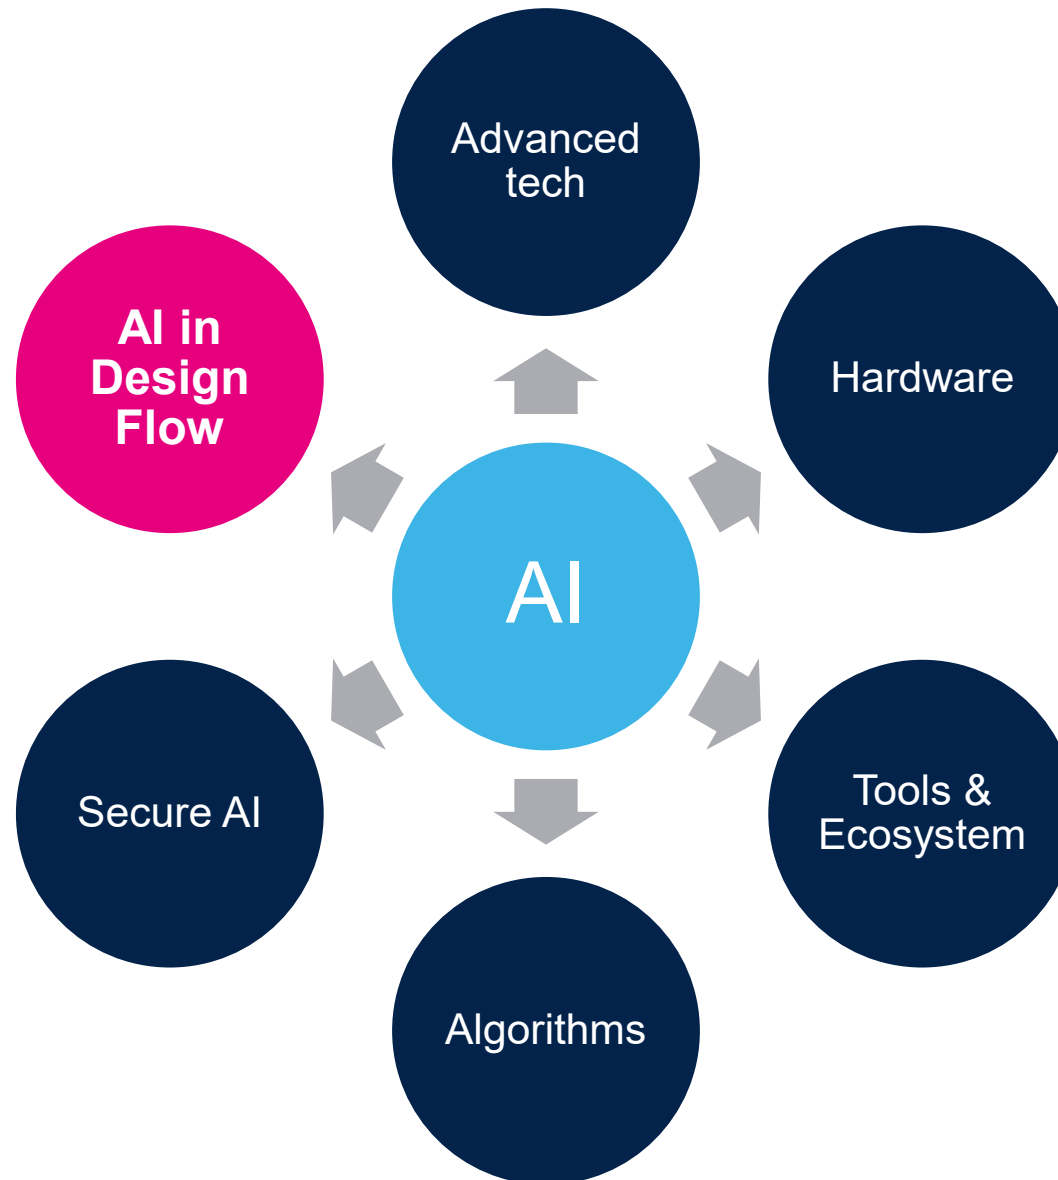 Advanced
tech
AI in
Design
Flow
Hardware
AI
Secure AI
Tools &
Ecosystem
Algorithms